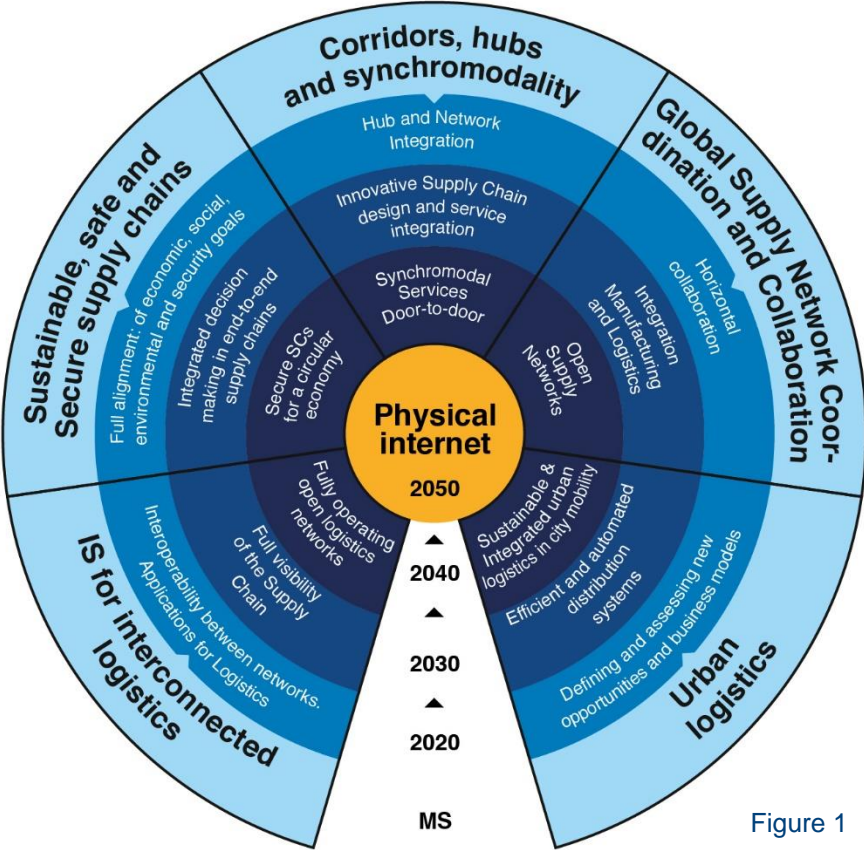 Corridors, hubs
and synchromodality
Hub and Network
Integration
Innovative Supply Chain
design and service
integration
Synchromodal
Services
Door-to-door
Global Supply Network Coor-
dination and Collaboration
Horizontal
collaboration
Integration
Manufacturing
and Logistics
Open
Supply
Networks
Urban
logistics
Defining and assessing new
opportunities and business models
Efficient and automated
distribution
systems
Sustainable &
Integrated urban
logistics in city mobility
IS for interconnected
logistics
Interoperability between networks.
Applications for Logistics
Full visibility
of the Supply
Chain
Fully operating
open logistics
networks
Sustainable, safe and
Secure supply chains
Full alignment: of economic, social,
environmental and security goals
Integrated decision
making in end-to-end
supply chains
Secure SCs
for a circular
economy
Physical
internet
2050
2040
2030
2020
MS
Figure 1